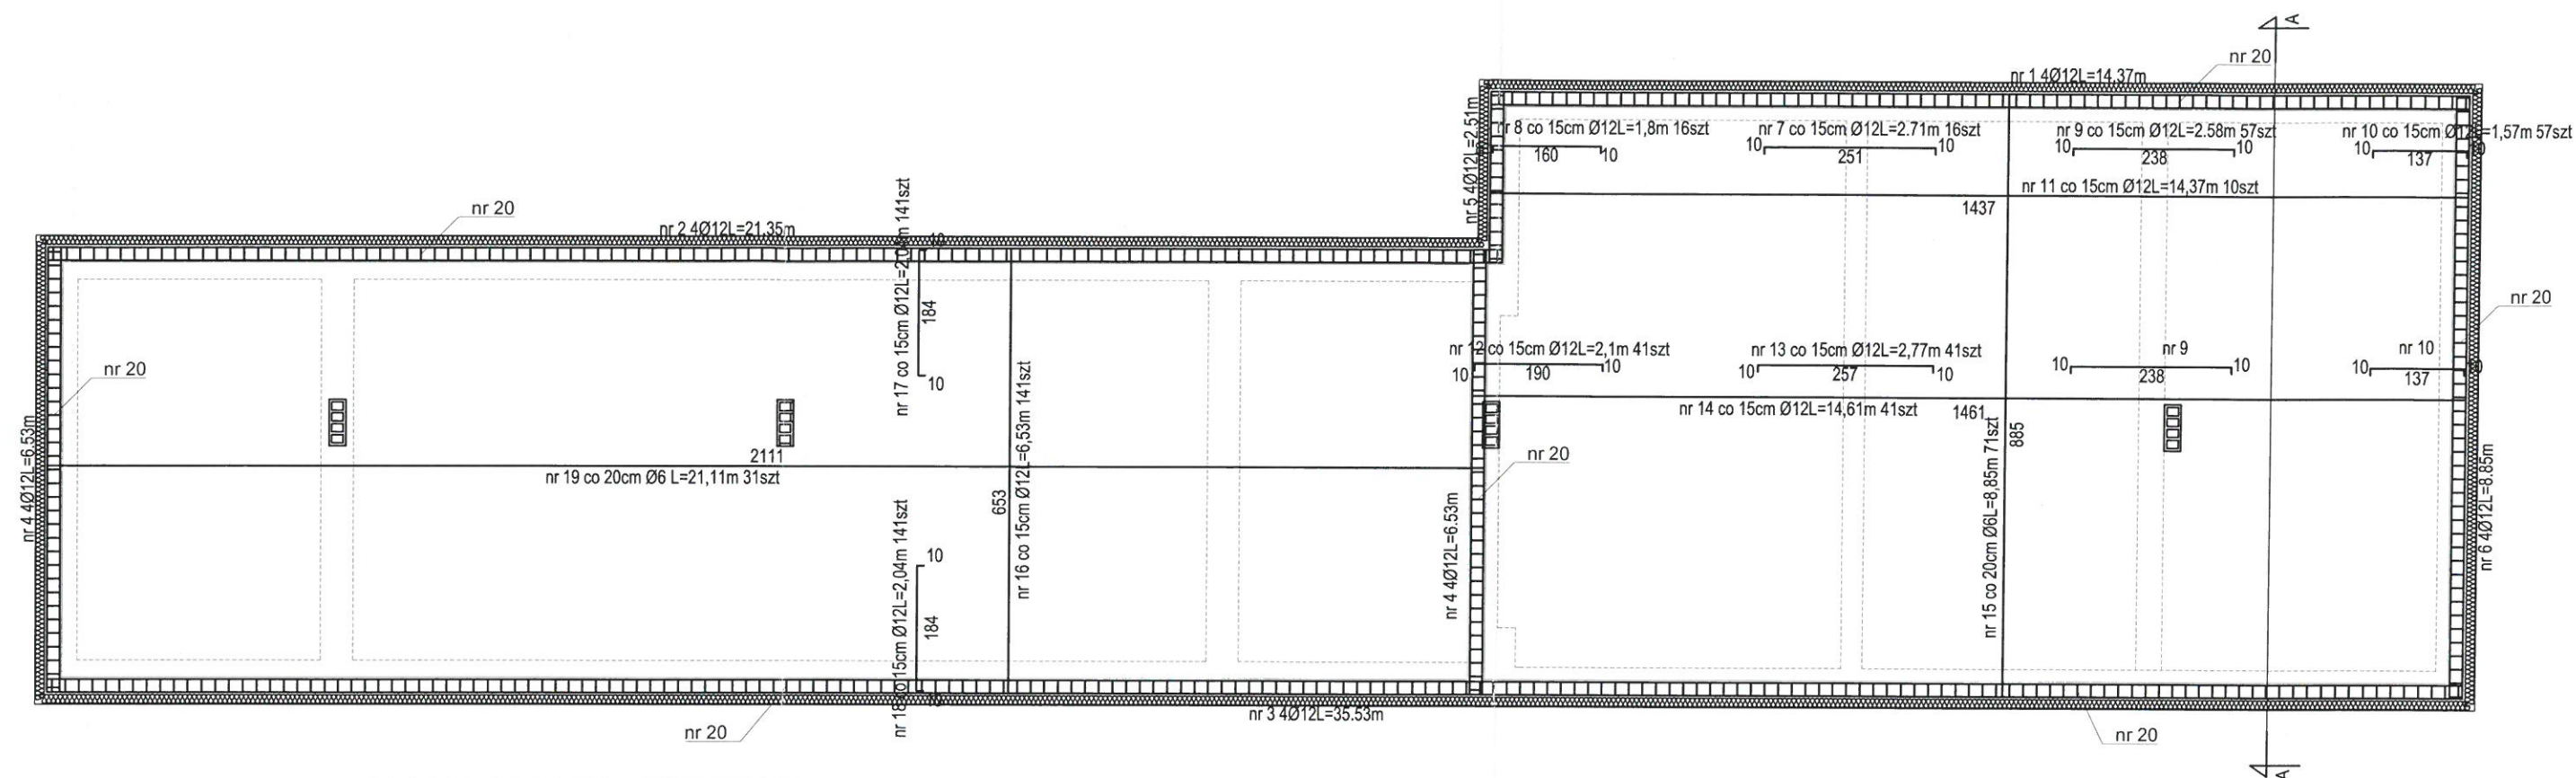 A
nr 20
nr 1 4Ø12L=14,37m
nr 8 co 15cm Ø12L=1,8m 16szt
160
10
nr 7 co 15cm Ø12L=2.71m 16szt
10
251
10
nr 9 co 15cm Ø12L=2.58m 57szt
10
238
10
nr 10 co 15cm Ø12L=1,57m 57szt
10
137
10
nr 5 4Ø12L=2.51m
nr 11 co 15cm Ø12L=14,37m 10szt
1437
nr 20
nr 2 4Ø12L=21,35m
nr 17 co 15cm Ø12L=2,04m 141szt
10
184
10
nr 20
nr 20
nr 12 co 15cm Ø12L=2,1m 41szt
10
190
10
nr 13 co 15cm Ø12L=2,77m 41szt
10
257
10
nr 9
10
238
10
nr 10
10
137
10
nr 14 co 15cm Ø12L=14,61m 41szt
1461
885
nr 15 co 20cm Ø6L=8,85m 71szt
nr 16 co 15cm Ø12L=6,53m 141szt
653
2111
nr 19 co 20cm Ø6 L=21,11m 31szt
nr 20
nr 4 4Ø12L=6.53m
nr 4 4Ø12L=6.53m
nr 6 4Ø12L=8.85m
nr 18 co 15cm Ø12L=2,04m 141szt
10
184
10
nr 3 4Ø12L=35.53m
nr 20
nr 20
A